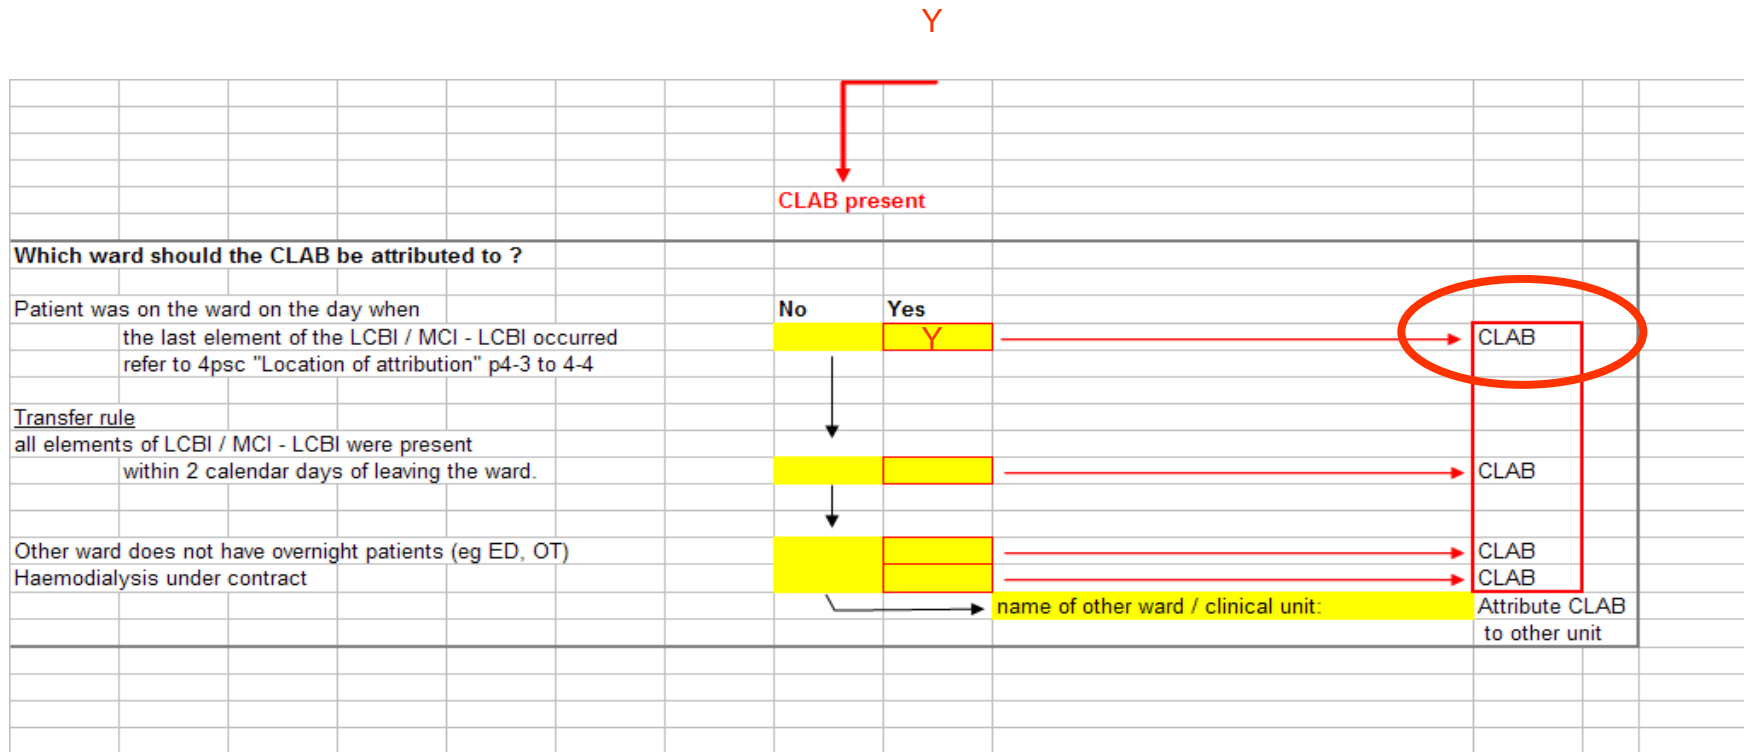 Y
CLAB present
Which ward should the CLAB be attributed to ?
Patient was on the ward on the day when No Yes
the last element of the LCBI / MCI - LCBI occurred Y CLAB
refer to 4psc "Location of attribution" p4-3 to 4-4
Transfer rule
all elements of LCBI / MCI - LCBI were present
within 2 calendar days of leaving the ward. CLAB
Other ward does not have overnight patients (eg ED, OT) CLAB
Haemodialysis under contract CLAB
name of other ward / clinical unit: Attribute CLAB
to other unit